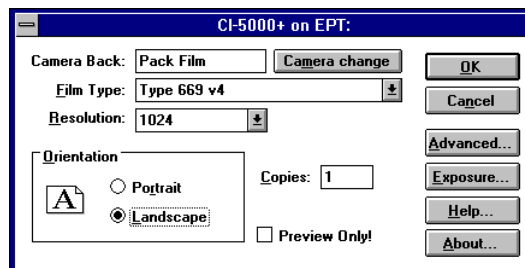 CI-5000+ on EPT:
Camera Back: Pack Film Camera change
Film Type: Type 669 v4
Resolution: 1024
Orientation
A
Portrait
Landscape
Copies: 1
Preview Only!
OK
Cancel
Advanced...
Exposure...
Help...
About...